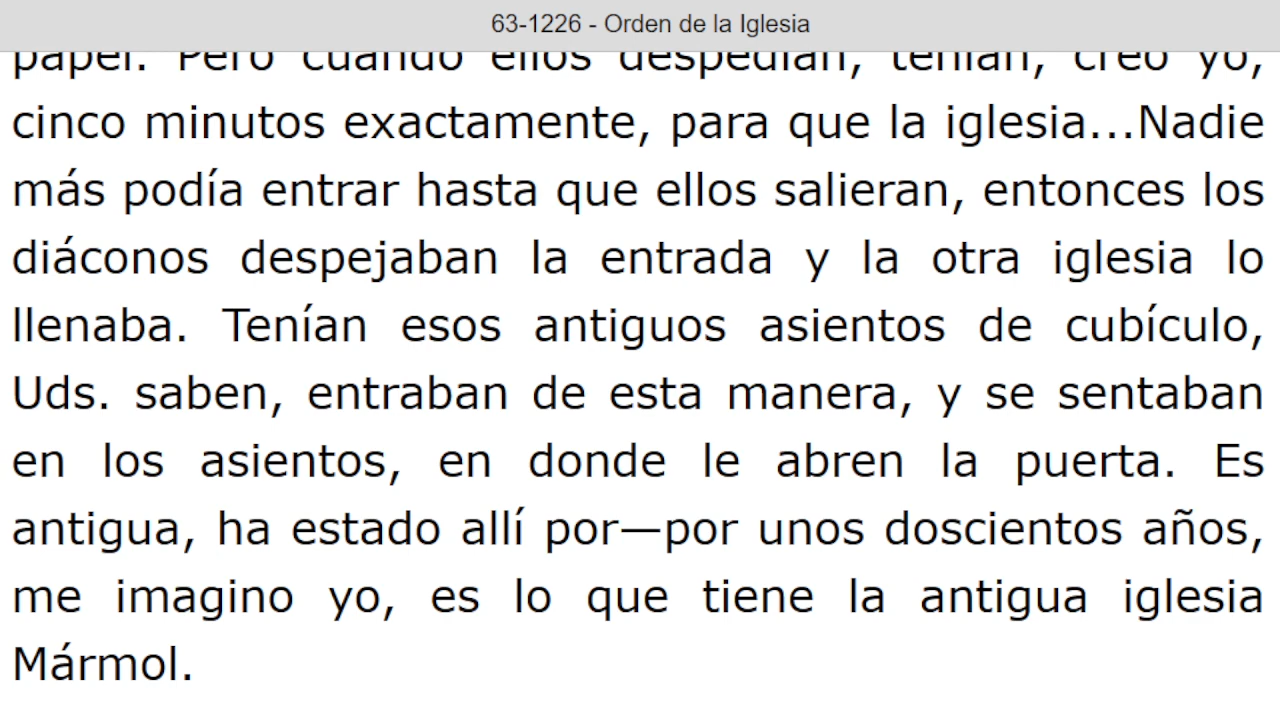 63-1226 - Orden de la Iglesia
papel. Pero cuando ellos despedían, tenían, creo yo,
cinco minutos exactamente, para que la iglesia...Nadie
más podía entrar hasta que ellos salieran, entonces los
diáconos despejaban la entrada y la otra iglesia lo
llenaba. Tenían esos antiguos asientos de cubículo,
Uds. saben, entraban de esta manera, y se sentaban
en los asientos, en donde le abren la puerta. Es
antigua, ha estado allí por—por unos doscientos años,
me imagino yo, es lo que tiene la antigua iglesia
Mármol.